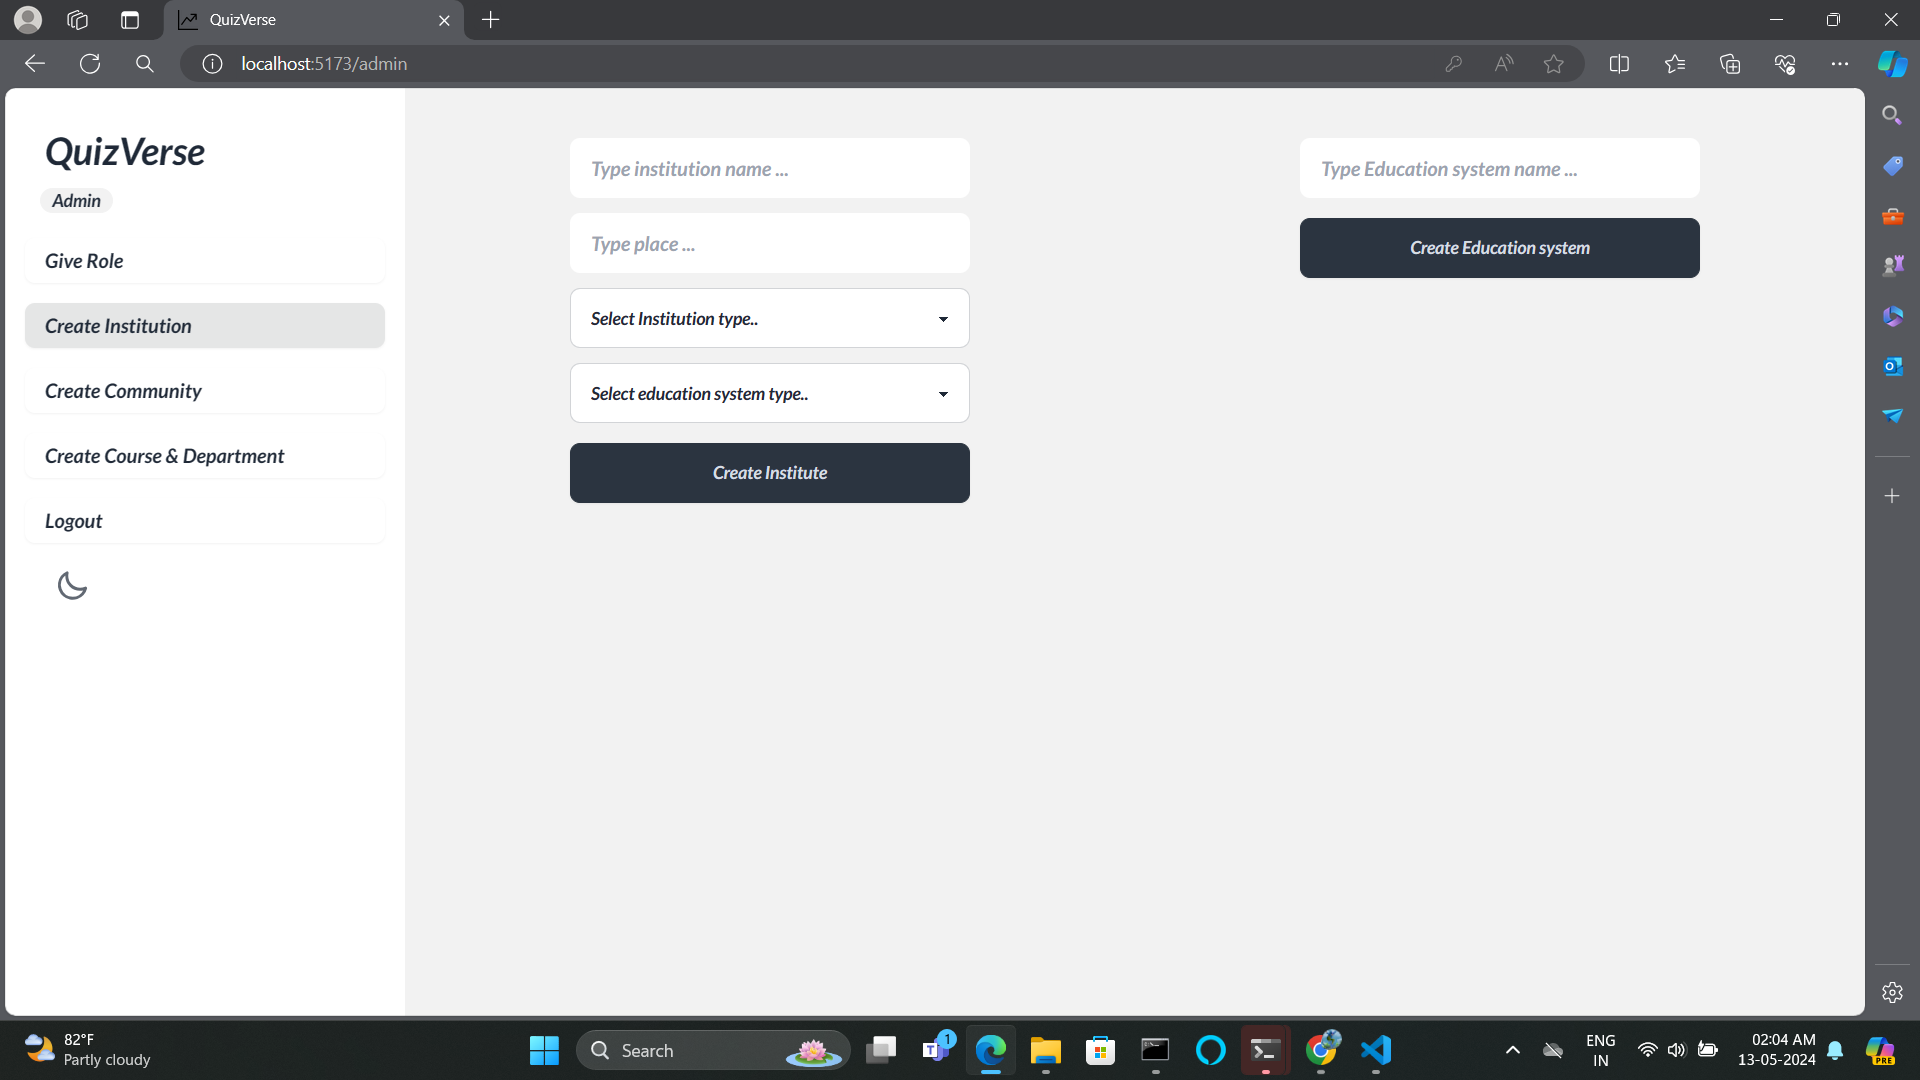 QuizVerse
localhost:5173/admin
QuizVerse
Admin
Give Role
Create Institution
Create Community
Create Course & Department
Logout
Type institution name ...
Type place ...
Select Institution type..
Select education system type..
Create Institute
Type Education system name ...
Create Education system
82°F
Partly cloudy
Search
1
ENG
IN
02:04 AM
13-05-2024
PRE